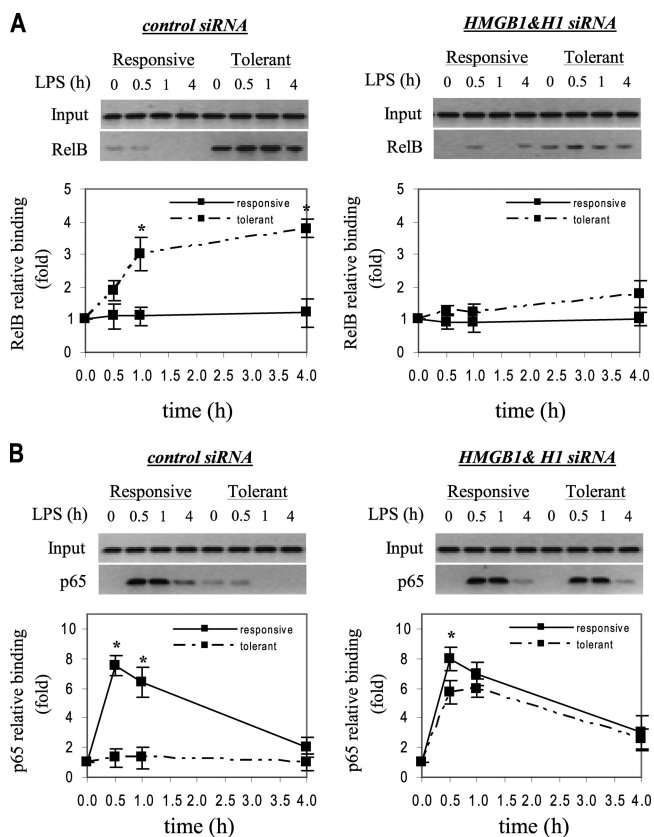 A
control siRNA
Responsive Tolerant
LPS (h) 0 0.5 1 4 0 0.5 1 4
Input
RelB
RelB relative binding
(fold)
5
4
3
2
1
0
responsive
tolerant
*
*
0.0 0.5 1.0 1.5 2.0 2.5 3.0 3.5 4.0
time (h)
HMGB1&H1 siRNA
Responsive Tolerant
LPS (h) 0 0.5 1 4 0 0.5 1 4
Input
RelB
RelB relative binding
(fold)
5
4
3
2
1
0
responsive
tolerant
0.0 0.5 1.0 1.5 2.0 2.5 3.0 3.5 4.0
time (h)
B
control siRNA
Responsive Tolerant
LPS (h) 0 0.5 1 4 0 0.5 1 4
Input
p65
p65 relative binding
(fold)
10
8
6
4
2
0
responsive
tolerant
*
*
0.0 0.5 1.0 1.5 2.0 2.5 3.0 3.5 4.0
time (h)
HMGB1& H1 siRNA
Responsive Tolerant
LPS (h) 0 0.5 1 4 0 0.5 1 4
Input
p65
p65 relative binding
(fold)
10
8
6
4
2
0
responsive
tolerant
*
0.0 0.5 1.0 1.5 2.0 2.5 3.0 3.5 4.0
time (h)